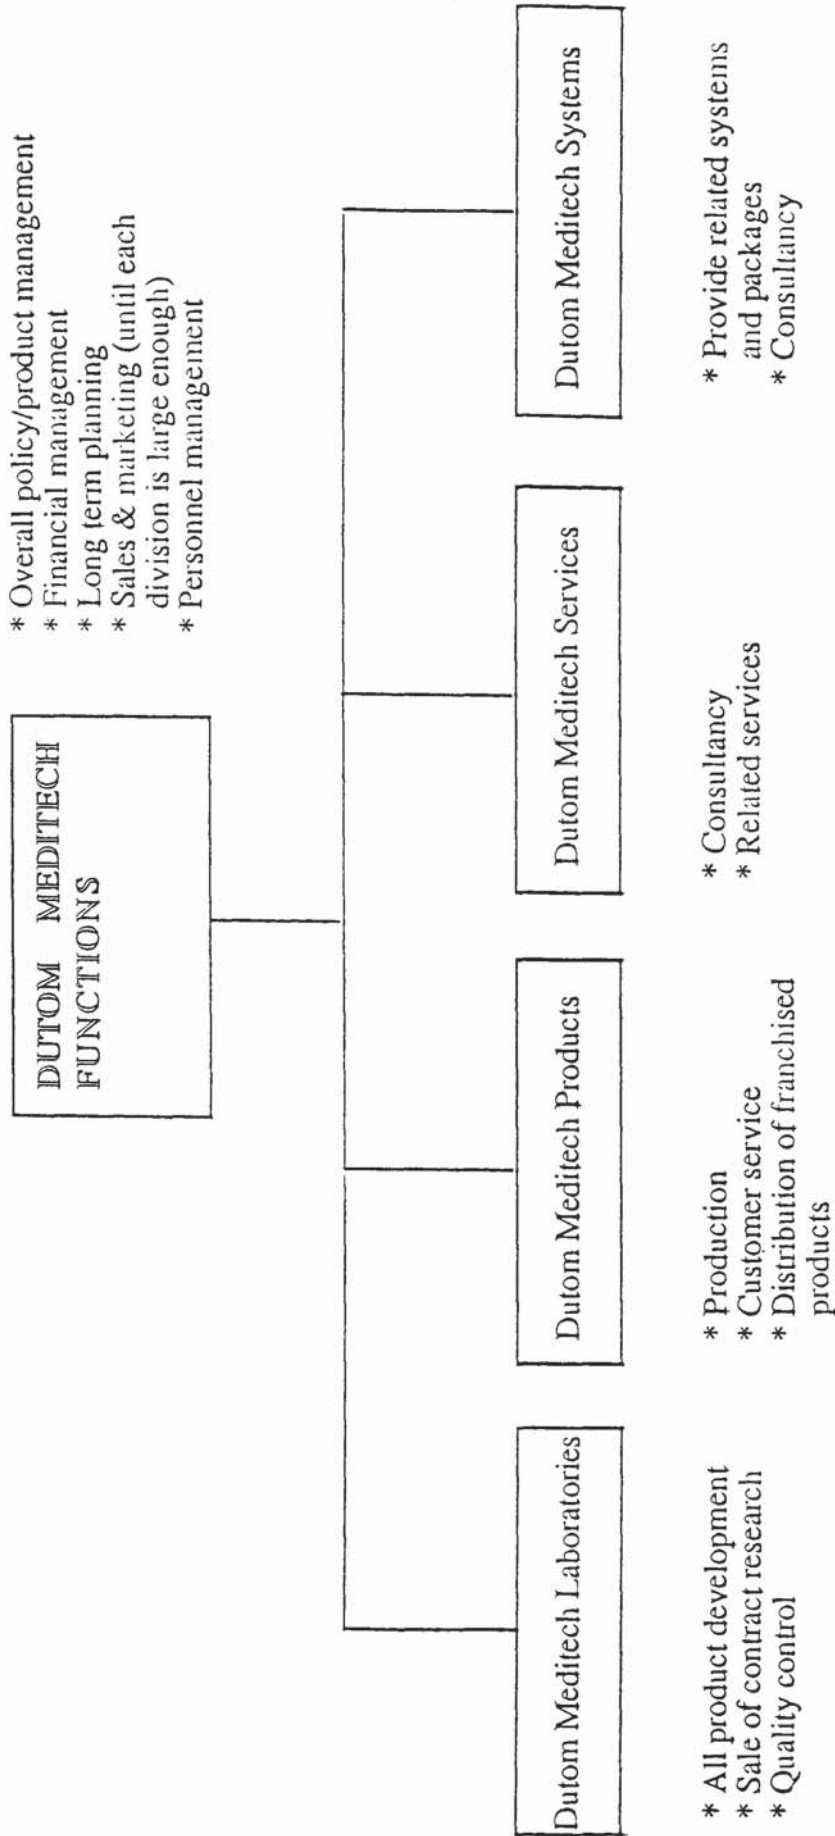 DUTOM MEDITECH
FUNCTIONS
* Overall policy/product management
* Financial management
* Long term planning
* Sales & marketing (until each
division is large enough)
* Personnel management
Dutom Meditech Laboratories
* All product development
* Sale of contract research
* Quality control
Dutom Meditech Products
* Production
* Customer service
* Distribution of franchised
products
Dutom Meditech Services
* Consultancy
* Related services
Dutom Meditech Systems
* Provide related systems
and packages
* Consultancy